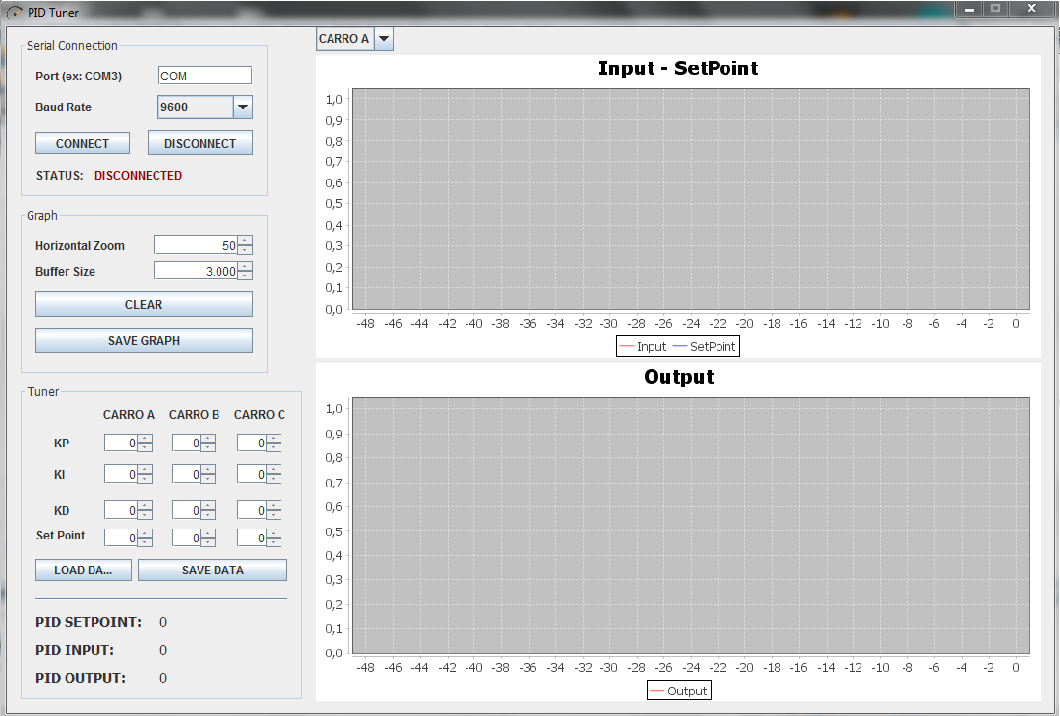 PID Tuner
Serial Connection
Port (ex: COM3) COM
Baud Rate 9600
CONNECT DISCONNECT
STATUS: DISCONNECTED
Graph
Horizontal Zoom 50
Buffer Size 3.000
CLEAR
SAVE GRAPH
Tuner
CARRO A CARRO B CARRO C
KP 0 0 0
KI 0 0 0
KD 0 0 0
Set Point 0 0 0
LOAD DA... SAVE DATA
PID SETPOINT: 0
PID INPUT: 0
PID OUTPUT: 0
CARRO A
Input - SetPoint
1,0
0,9
0,8
0,7
0,6
0,5
0,4
0,3
0,2
0,1
0,0
-48 -46 -44 -42 -40 -38 -36 -34 -32 -30 -28 -26 -24 -22 -20 -18 -16 -14 -12 -10 -8 -6 -4 -2 0
Input SetPoint
Output
1,0
0,9
0,8
0,7
0,6
0,5
0,4
0,3
0,2
0,1
0,0
-48 -46 -44 -42 -40 -38 -36 -34 -32 -30 -28 -26 -24 -22 -20 -18 -16 -14 -12 -10 -8 -6 -4 -2 0
Output